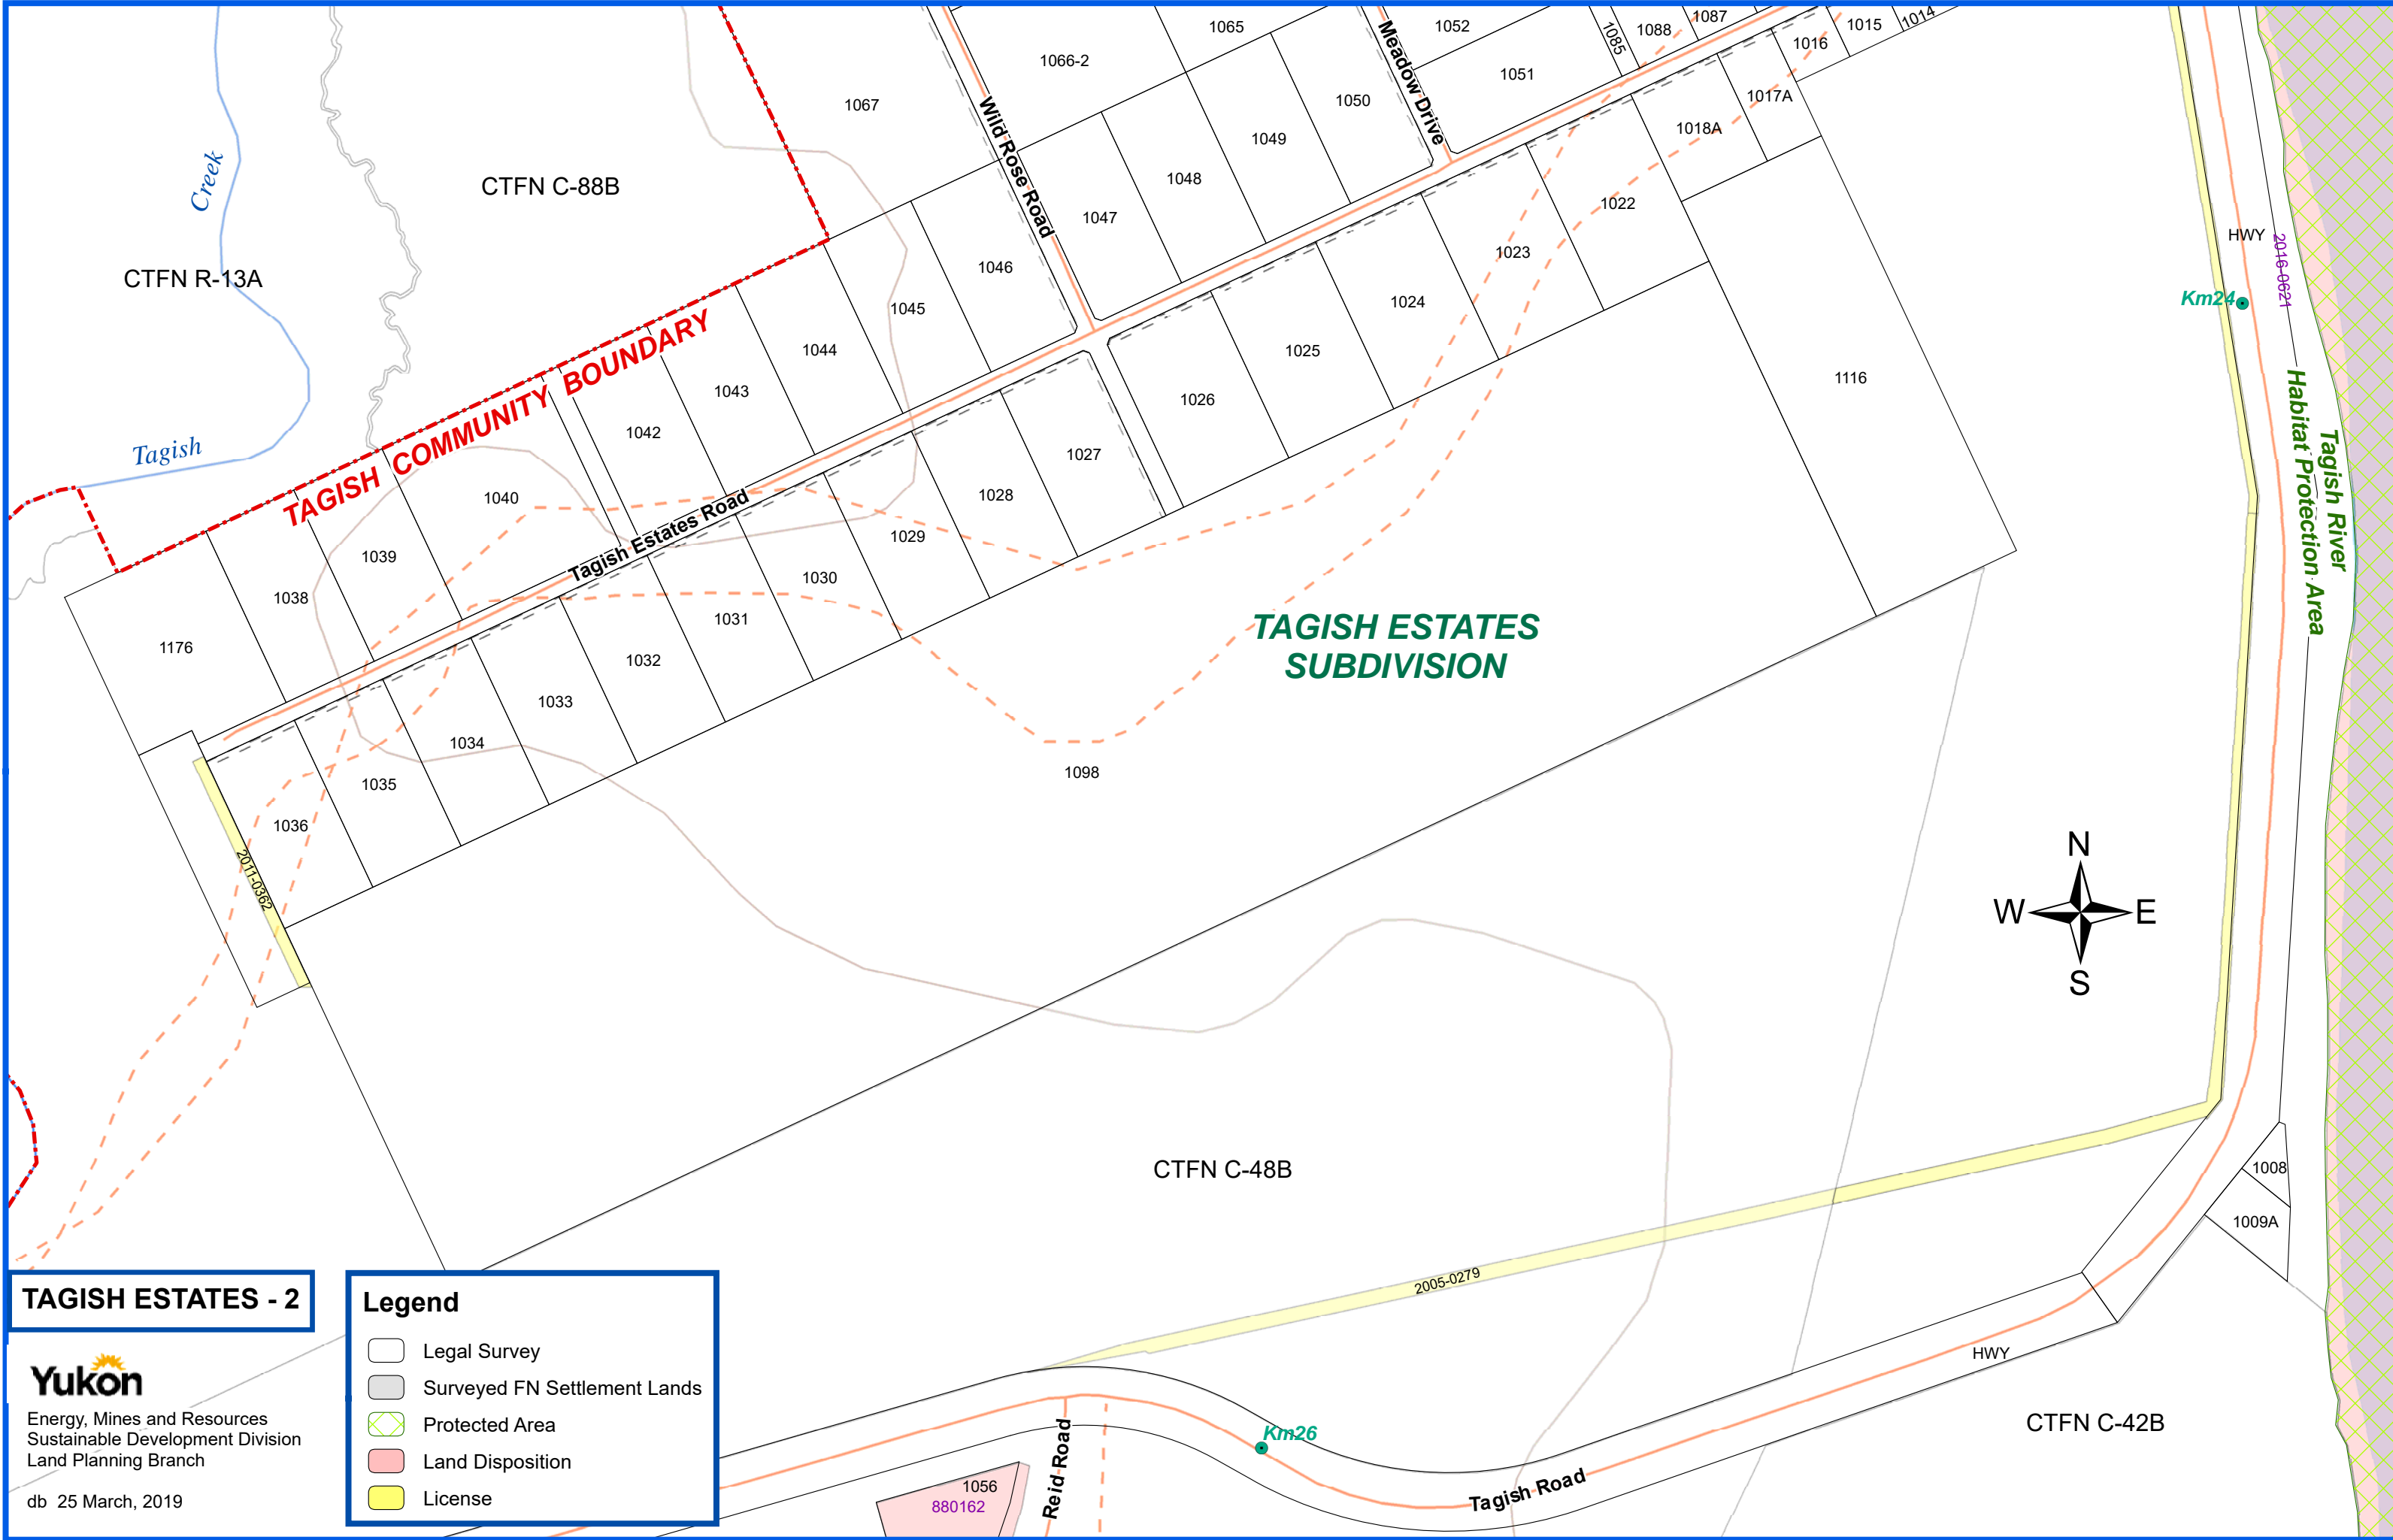 1065
1052
1085
1088
1087
1016
1015
1014
1066-2
1051
1067
Wild Rose Road
1050
Meadow Drive
1017A
1049
1018A
Creek
CTFN C-88B
1048
1022
1047
CTFN R-13A
1046
1023
HWY
2016-0621
Km24
1045
1024
TAGISH COMMUNITY BOUNDARY
1044
1025
1043
1026
1116
1042
Tagish
1027
Tagish River
Habitat Protection Area
1040
1028
Tagish Estates Road
1039
1029
1038
1030
1031
TAGISH ESTATES
SUBDIVISION
1176
1032
1033
1034
1098
1035
1036
2011-0362
N
W
E
S
CTFN C-48B
1008
1009A
2005-0279
TAGISH ESTATES - 2
Legend
Legal Survey
Surveyed FN Settlement Lands
Protected Area
Land Disposition
License
Yukon
Energy, Mines and Resources
Sustainable Development Division
Land Planning Branch
db 25 March, 2019
HWY
CTFN C-42B
Km26
Reid Road
Tagish Road
1056
880162